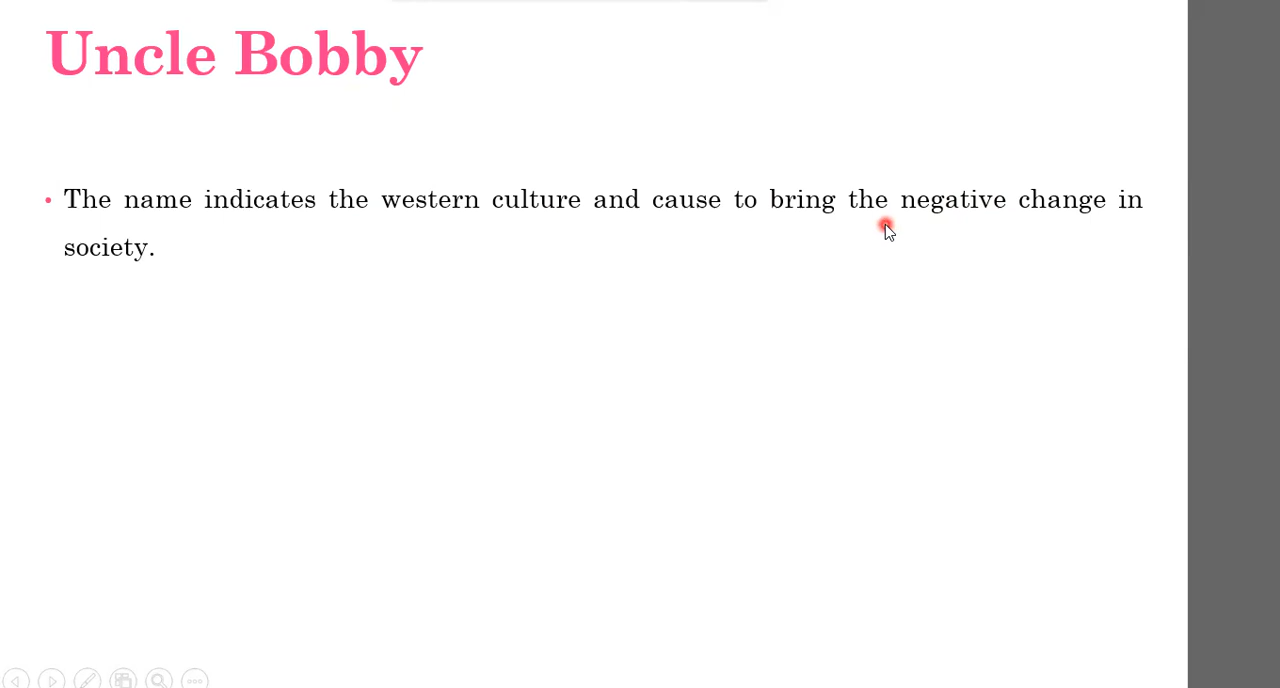 Uncle Bobby
• The name indicates the western culture and cause to bring the negative change in
society.